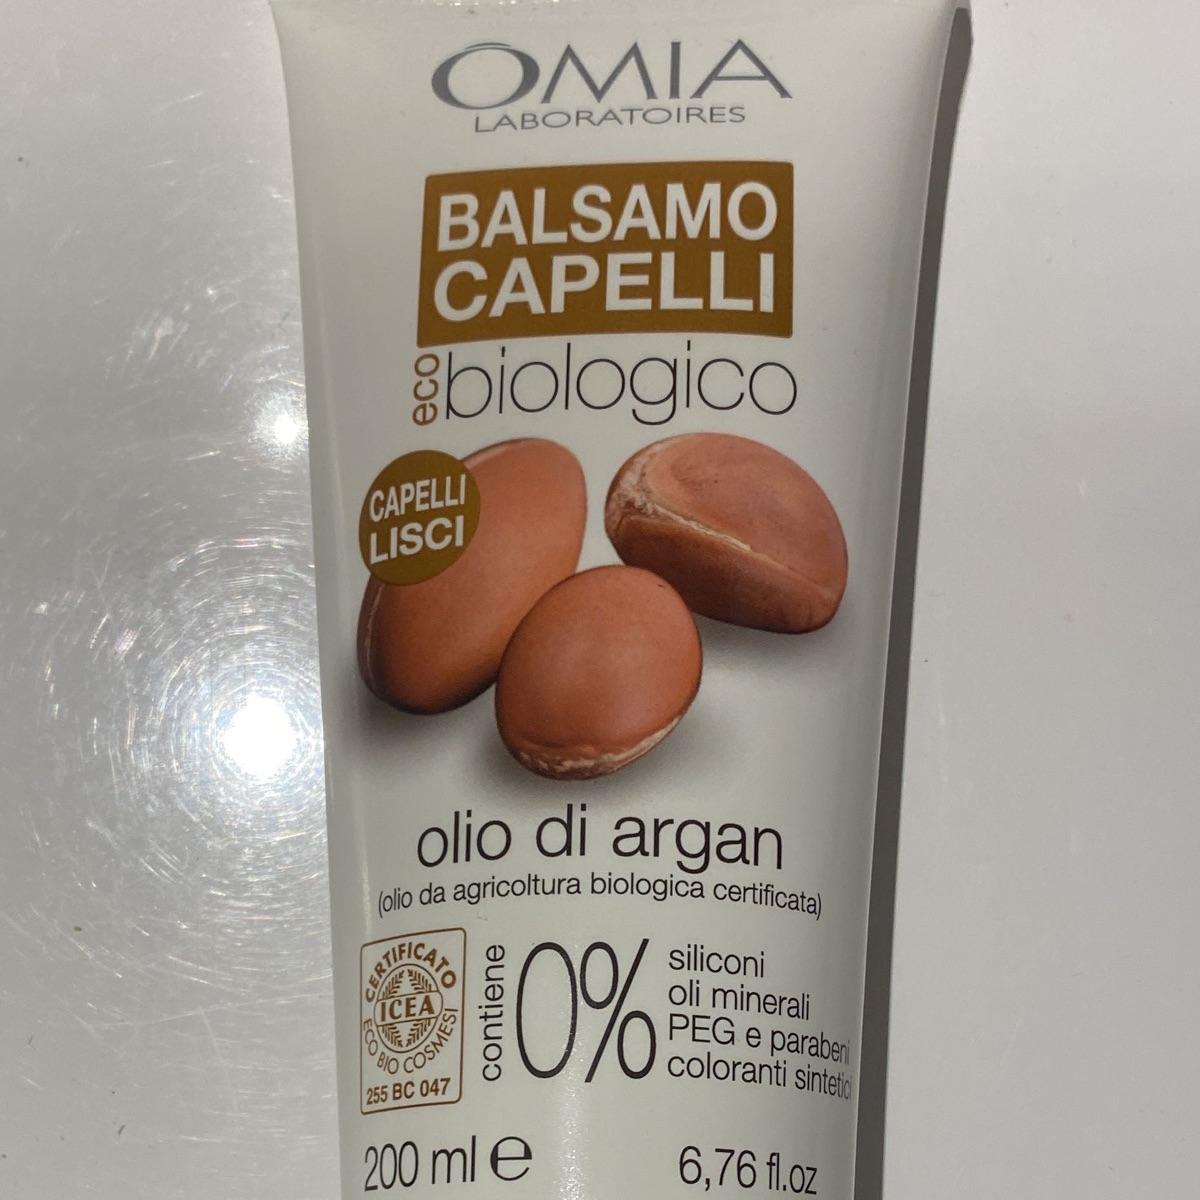 OMIA
LABORATOIRES
BALSAMO
CAPELLI
eco biologico
CAPELLI
LISCI
olio di argan
(olio da agricoltura biologica certificata)
CERTIFICATO
ICEA
ECO BIO COSMESI
255 BC 047
contiene
0%
siliconi
oli minerali
PEG e parabeni
coloranti sintetici
200 ml e
6,76 fl.oz